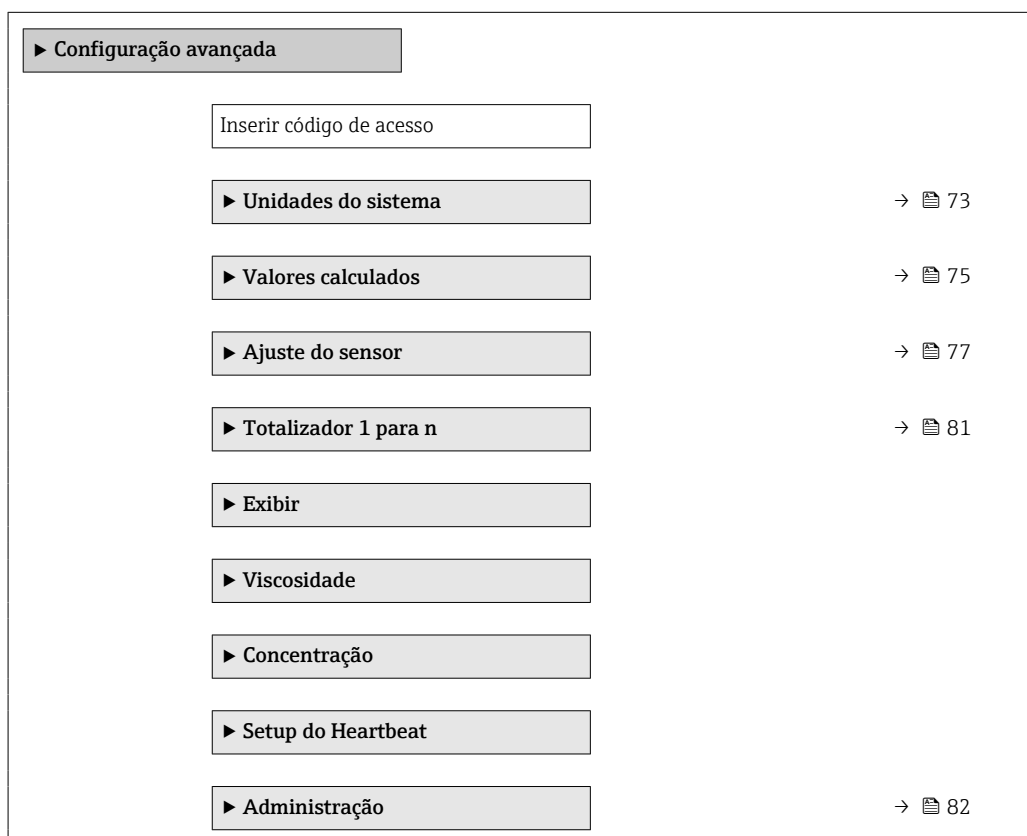 ▶ Configuração avançada
Inserir código de acesso
▶ Unidades do sistema → 73
▶ Valores calculados → 75
▶ Ajuste do sensor → 77
▶ Totalizador 1 para n → 81
▶ Exibir
▶ Viscosidade
▶ Concentração
▶ Setup do Heartbeat
▶ Administração → 82